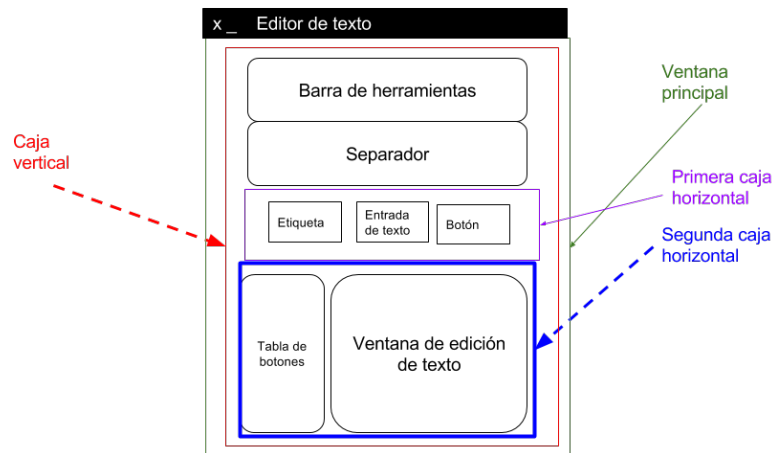 x _ Editor de texto
Barra de herramientas
Separador
Etiqueta
Entrada
de texto
Botón
Tabla de
botones
Ventana de edición
de texto
Caja
vertical
Ventana
principal
Primera caja
horizontal
Segunda caja
horizontal